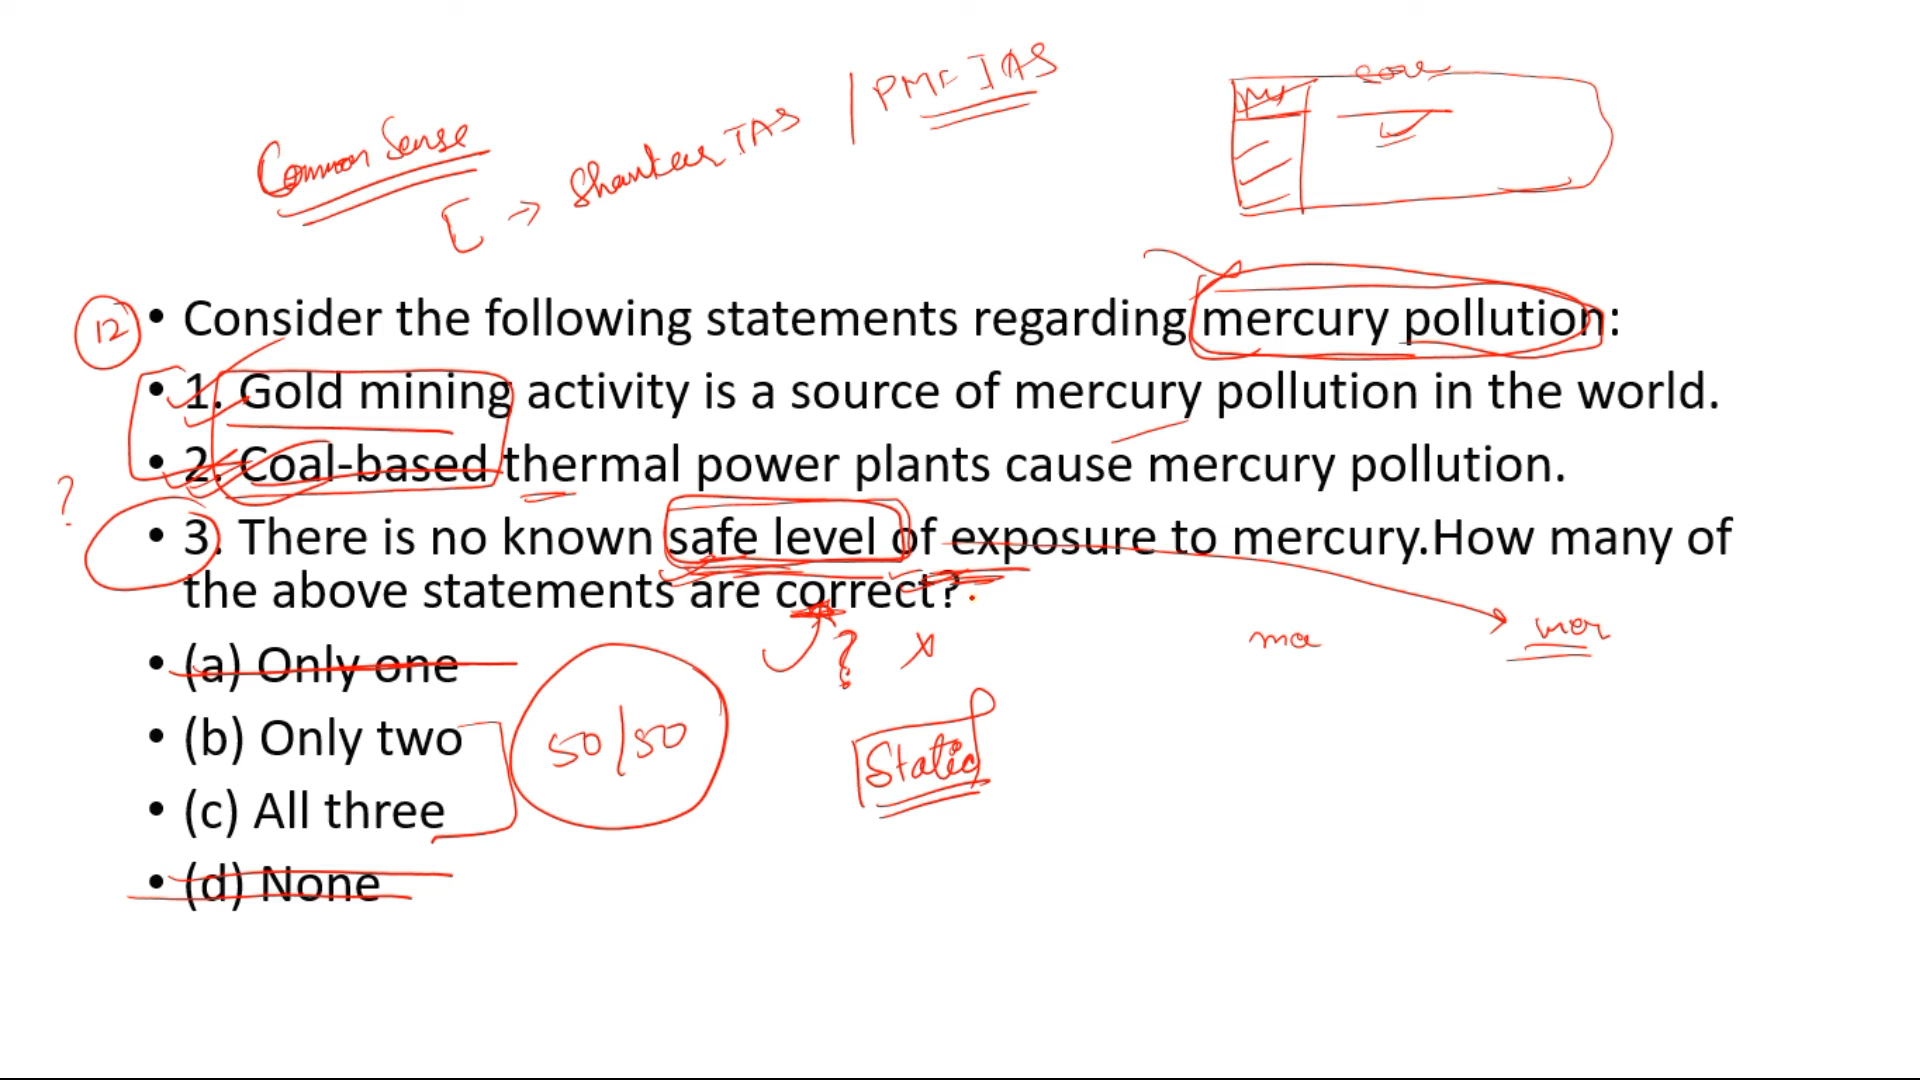 Common Sense
[ → Shankar IAS | PMF IAS
12
• Consider the following statements regarding mercury pollution:
• 1. Gold mining activity is a source of mercury pollution in the world.
• 2. Coal-based thermal power plants cause mercury pollution.
?
• 3. There is no known safe level of exposure to mercury.How many of
the above statements are correct?
• (a) Only one
• (b) Only two
• (c) All three
• (d) None
50/50
?
Static